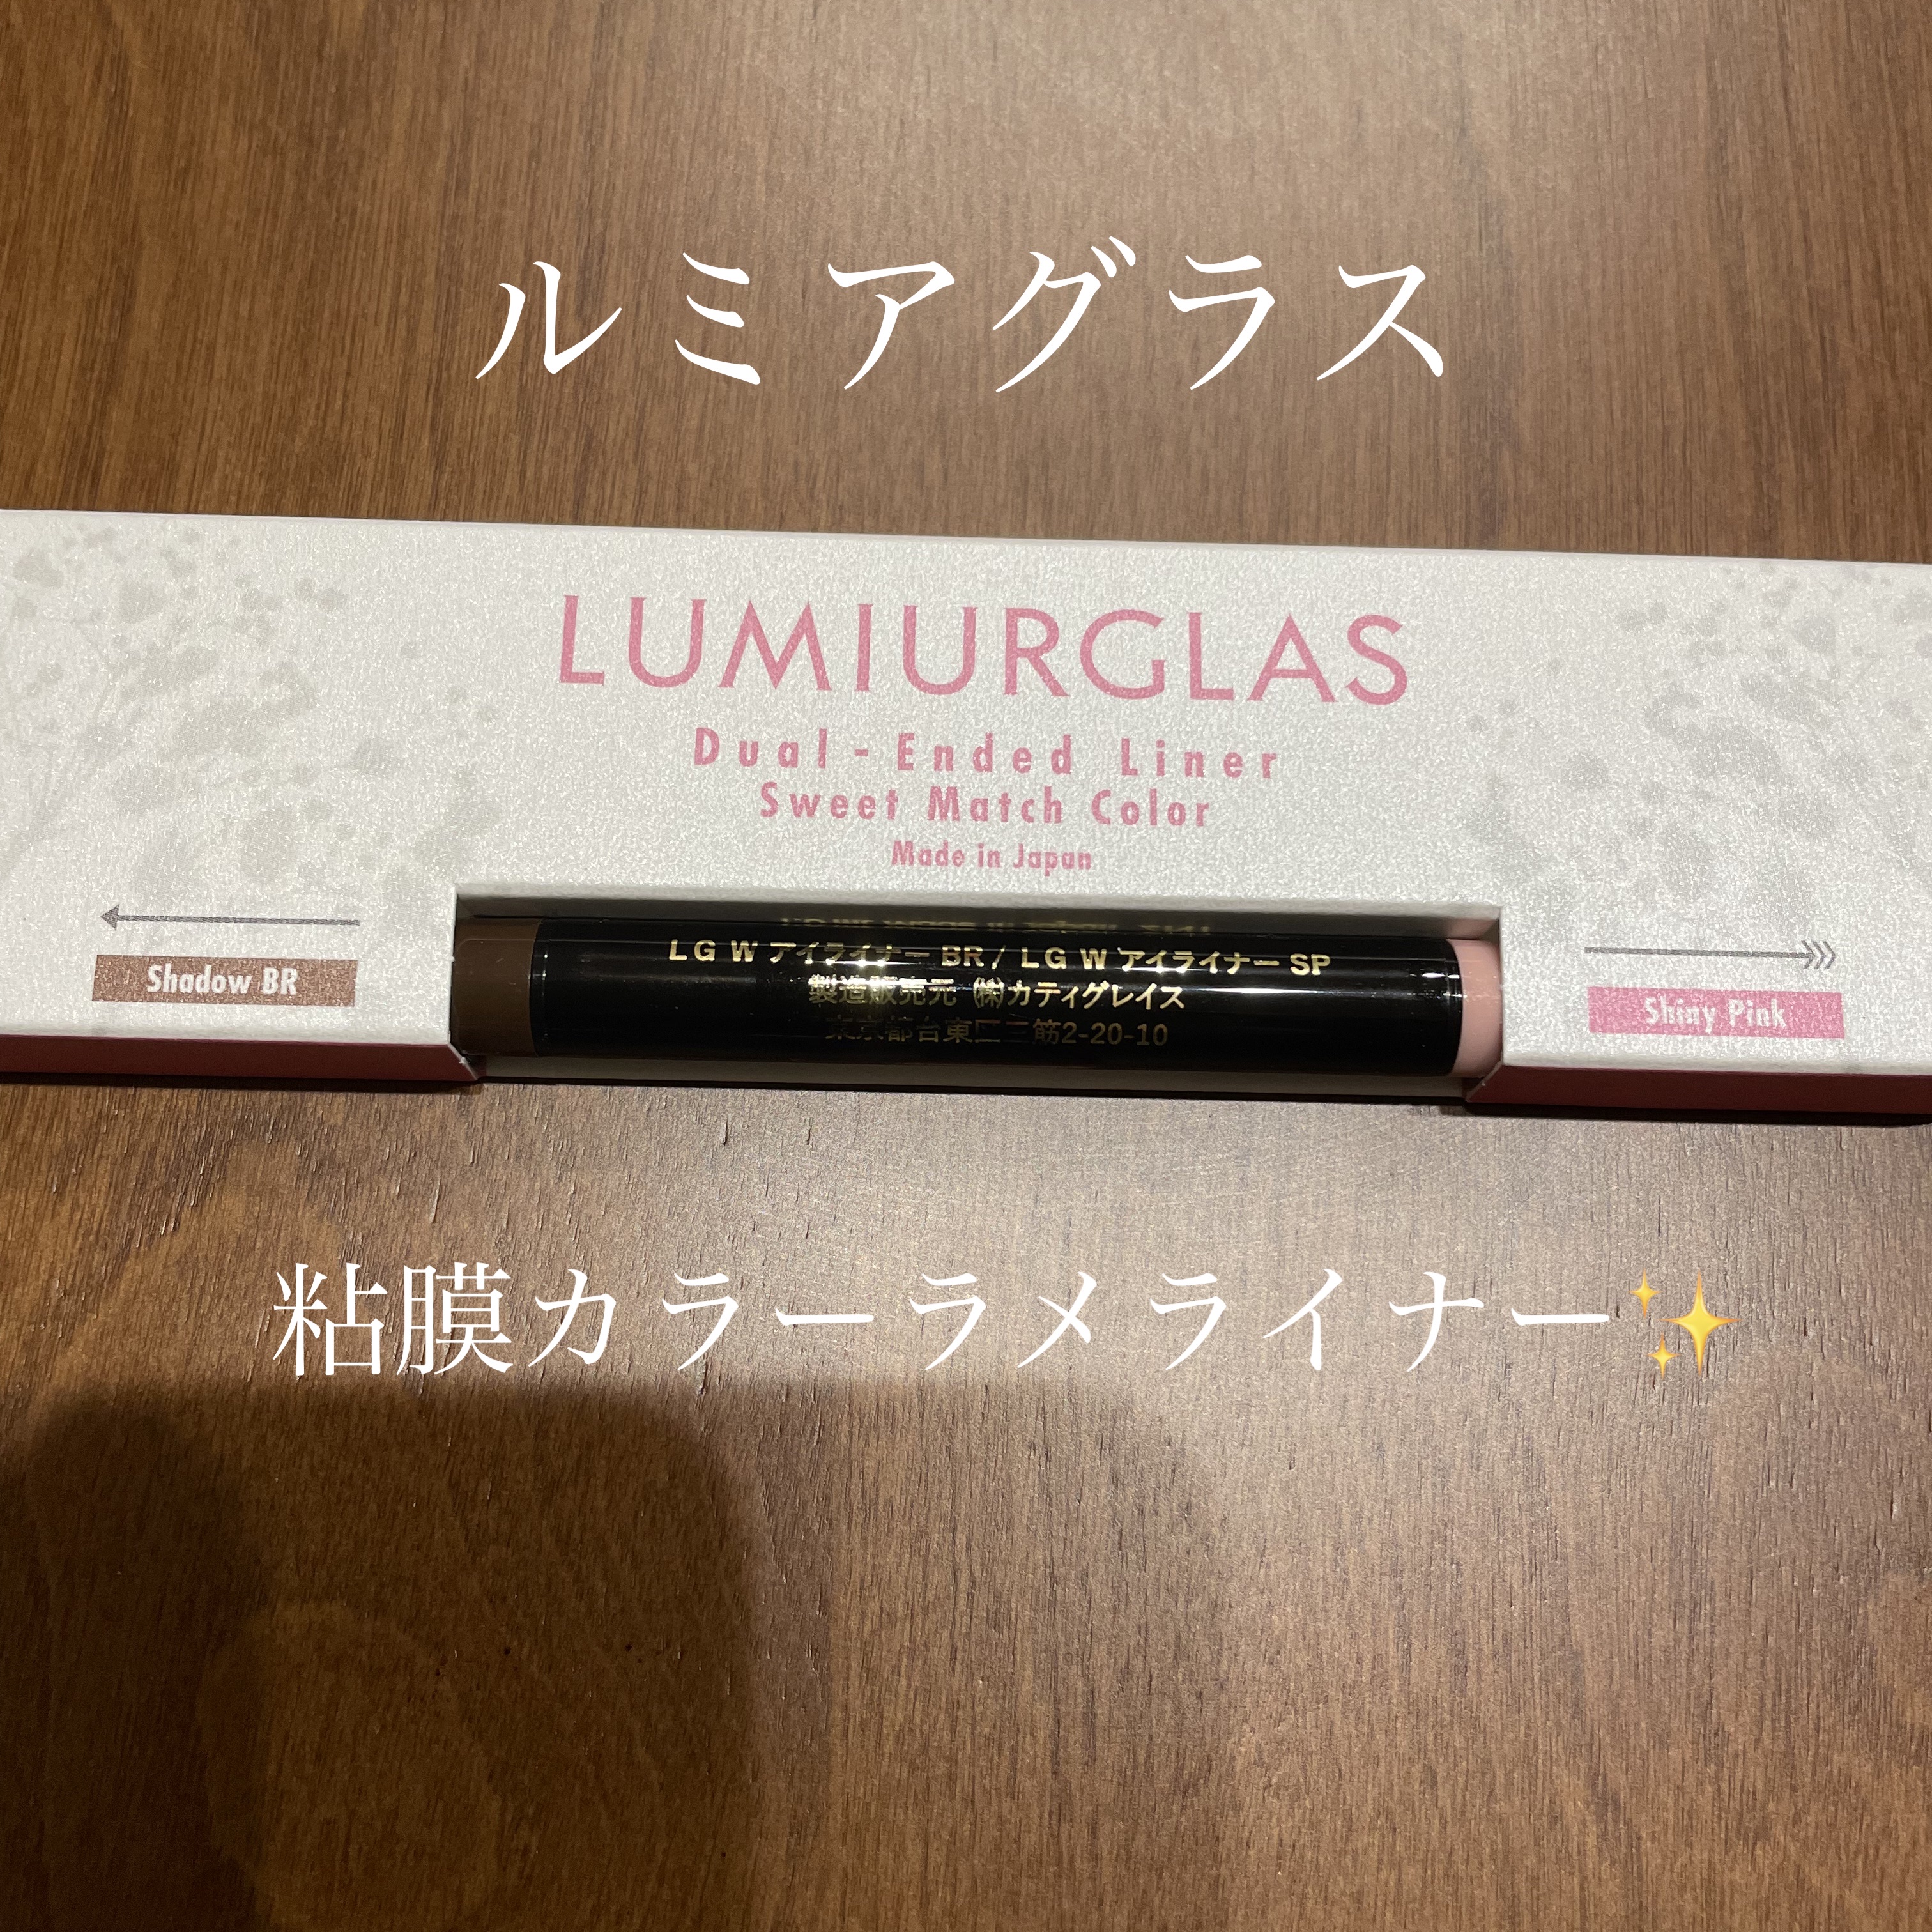 ルミアグラス
LUMIURGLAS
Dual-Ended Liner
Sweet Match Color
Made in Japan
Shadow BR
LG W アイライナー BR / LG W アイライナー SP
製造販売元 ㈱カティグレイス
東京都台東区三筋2-20-10
Shiny Pink
粘膜カラーラメライナー✨